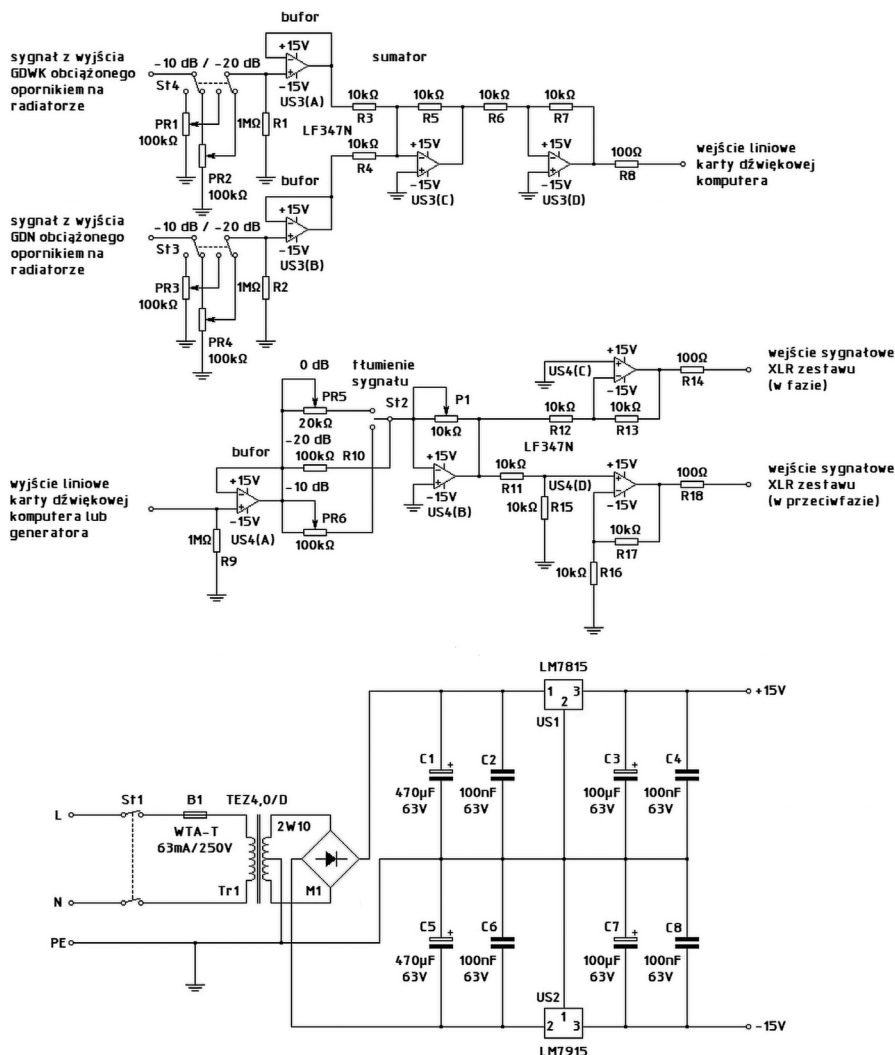 bufor
sygnał z wyjścia
GDWK obciążonego
opornikiem na
radiatorze
-10 dB / -20 dB
St4
PR1
100kΩ
PR2
100kΩ
1MΩ
R1
+15V
-15V
US3(A)
LF347N
sumator
10kΩ
R3
10kΩ
R4
10kΩ
R5
+15V
-15V
US3(C)
10kΩ
R6
10kΩ
R7
+15V
-15V
US3(D)
100Ω
R8
wejście liniowe
karty dźwiękowej
komputera
bufor
sygnał z wyjścia
GDN obciążonego
opornikiem na
radiatorze
-10 dB / -20 dB
St3
PR3
100kΩ
PR4
100kΩ
1MΩ
R2
+15V
-15V
US3(B)
wyjście liniowe
karty dźwiękowej
komputera lub
generatora
1MΩ
R9
bufor
+15V
-15V
US4(A)
0 dB
PR5
20kΩ
-20 dB
100kΩ
R10
-10 dB
PR6
100kΩ
tłumienie
sygnału
St2
P1
10kΩ
+15V
-15V
US4(B)
10kΩ
R12
LF347N
US4(C)
+15V
-15V
10kΩ
R13
100Ω
R14
wejście sygnałowe
XLR zestawu
(w fazie)
10kΩ
R11
10kΩ
R15
US4(D)
+15V
-15V
10kΩ
R17
10kΩ
R16
100Ω
R18
wejście sygnałowe
XLR zestawu
(w przeciwfazie)
L
N
PE
St1
B1
WTA-T
63mA/250V
TEZ4,0/D
Tr1
2W10
M1
C1
+
470µF
63V
C2
100nF
63V
LM7815
1
3
2
US1
C3
+
100µF
63V
C4
100nF
63V
+15V
C5
+
470µF
63V
C6
100nF
63V
US2
1
2
3
LM7915
C7
+
100µF
63V
C8
100nF
63V
-15V